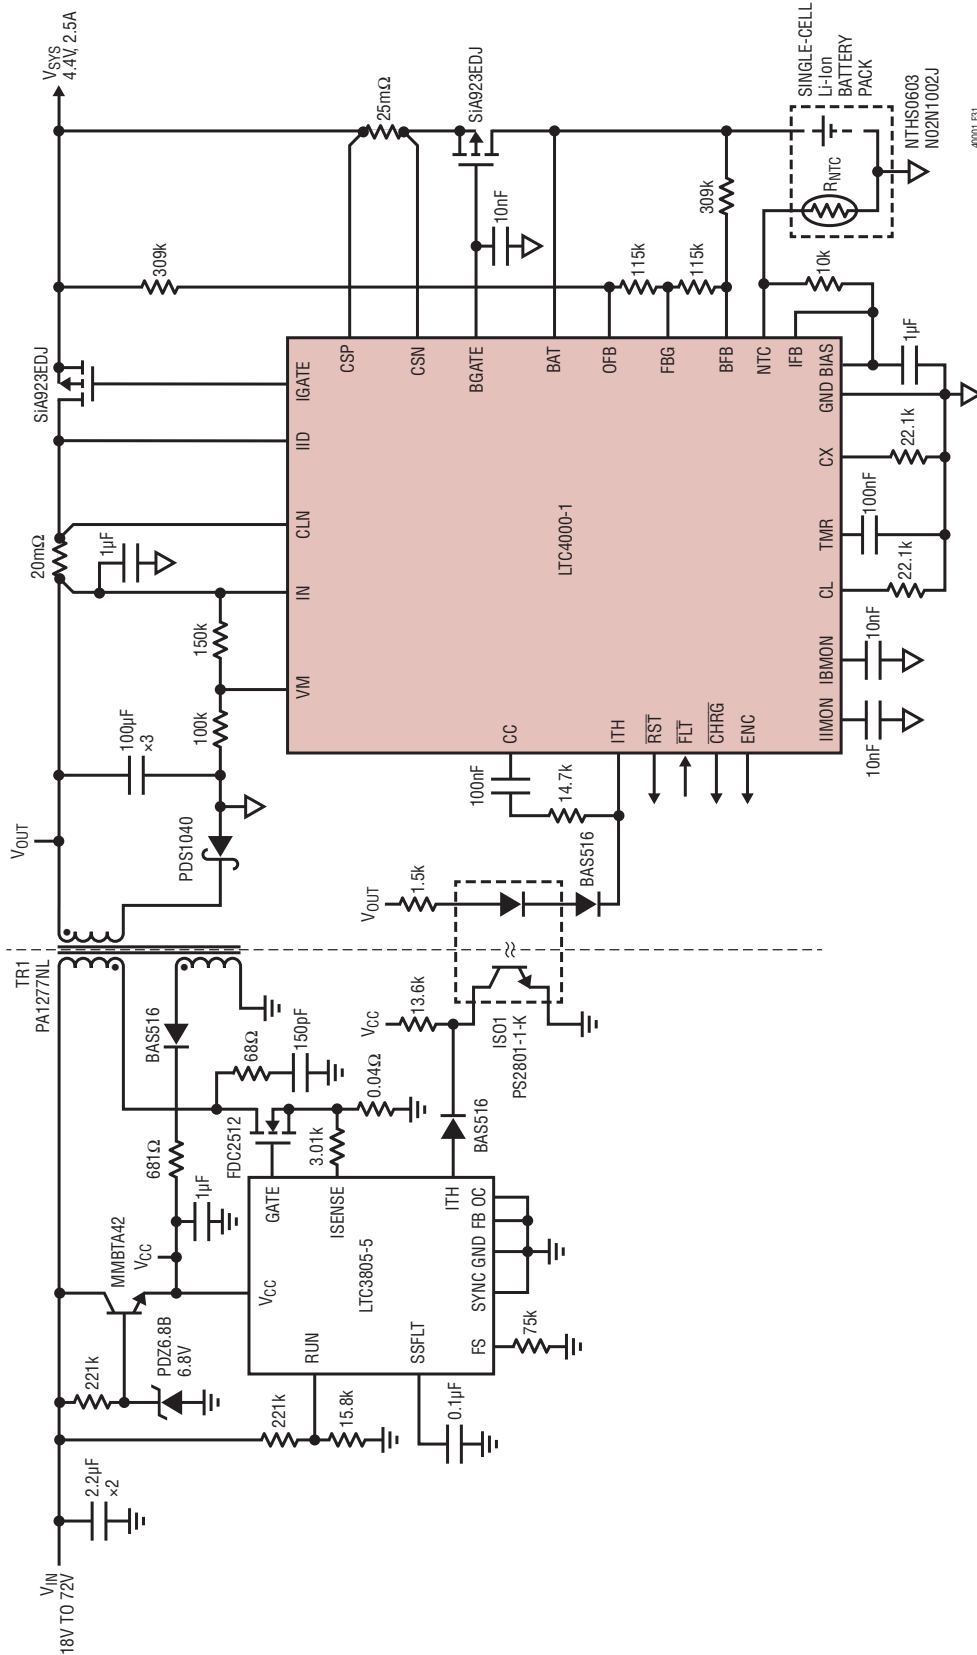 VIN
18V TO 72V
2.2µF
×2
221k
MMBTA42
PDZ6.8B
6.8V
VCC
221k
15.8k
0.1µF
RUN
VCC
LTC3805-5
SSFLT
FS
SYNC
GND
FB
OC
75k
GATE
ISENSE
ITH
1µF
681Ω
BAS516
TR1
PA1277NL
FDC2512
68Ω
150pF
3.01k
0.04Ω
BAS516
VCC
13.6k
ISO1
PS2801-1-K
VOUT
1.5k
BAS516
VOUT
PDS1040
100µF
×3
100k
150k
1µF
20mΩ
SiA923EDJ
VSYS
4.4V, 2.5A
100nF
14.7k
VM
IN
CLN
IID
IGATE
CC
ITH
RST
FLT
CHRG
ENC
LTC4000-1
CSP
CSN
BGATE
BAT
OFB
FBG
BFB
NTC
IFB
IIMON
IBMON
CL
TMR
CX
GND
BIAS
10nF
10nF
22.1k
100nF
22.1k
1µF
309k
25mΩ
SiA923EDJ
10nF
115k
115k
309k
10k
RNTC
SINGLE-CELL
Li-Ion
BATTERY
PACK
NTHS0603
N02N1002J
40001 F31